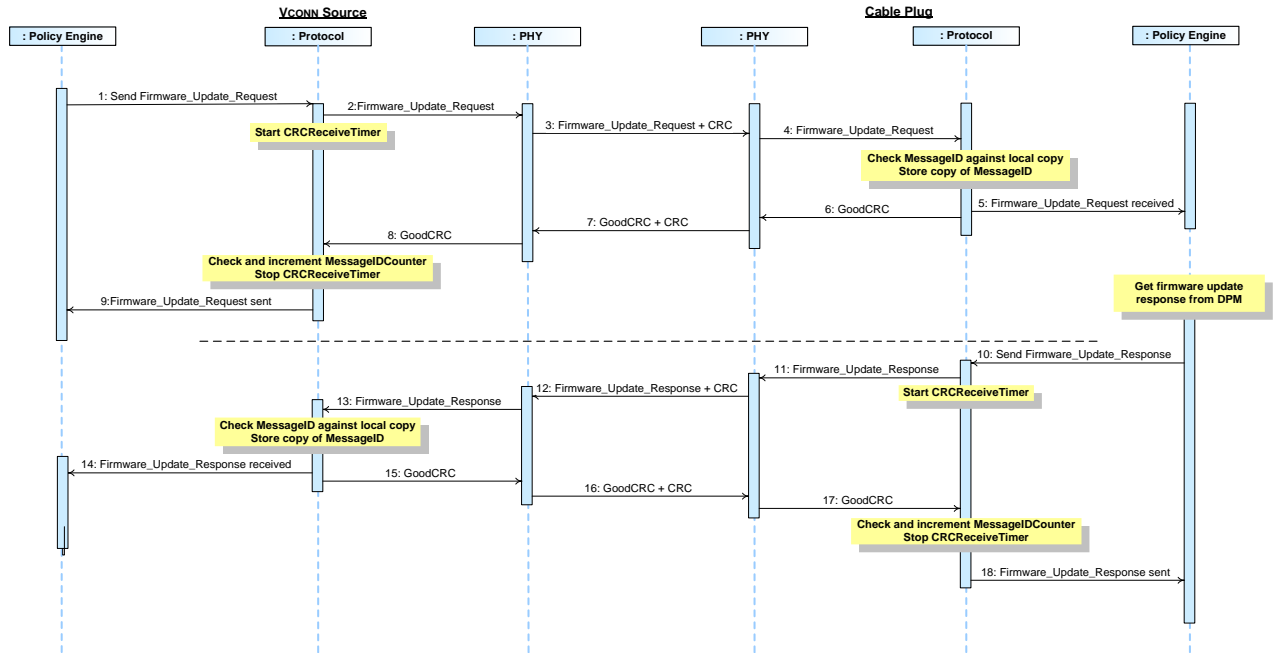 VCONN Source
Cable Plug
: Policy Engine
: Protocol
: PHY
: PHY
: Protocol
: Policy Engine
1: Send Firmware_Update_Request
2:Firmware_Update_Request
Start CRCReceiveTimer
3: Firmware_Update_Request + CRC
4: Firmware_Update_Request
Check MessageID against local copy
Store copy of MessageID
5: Firmware_Update_Request received
6: GoodCRC
7: GoodCRC + CRC
8: GoodCRC
Check and increment MessageIDCounter
Stop CRCReceiveTimer
9:Firmware_Update_Request sent
Get firmware update
response from DPM
10: Send Firmware_Update_Response
11: Firmware_Update_Response
Start CRCReceiveTimer
12: Firmware_Update_Response + CRC
13: Firmware_Update_Response
Check MessageID against local copy
Store copy of MessageID
14: Firmware_Update_Response received
15: GoodCRC
16: GoodCRC + CRC
17: GoodCRC
Check and increment MessageIDCounter
Stop CRCReceiveTimer
18: Firmware_Update_Response sent